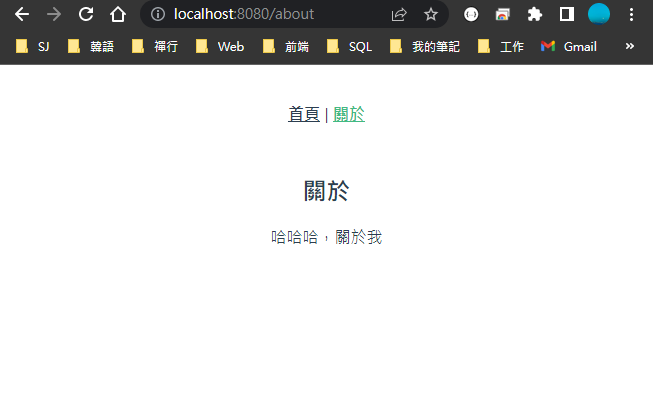 localhost:8080/about
SJ 韓語 禪行 Web 前端 SQL 我的筆記 工作 Gmail »
首頁 | 關於
關於
哈哈哈，關於我